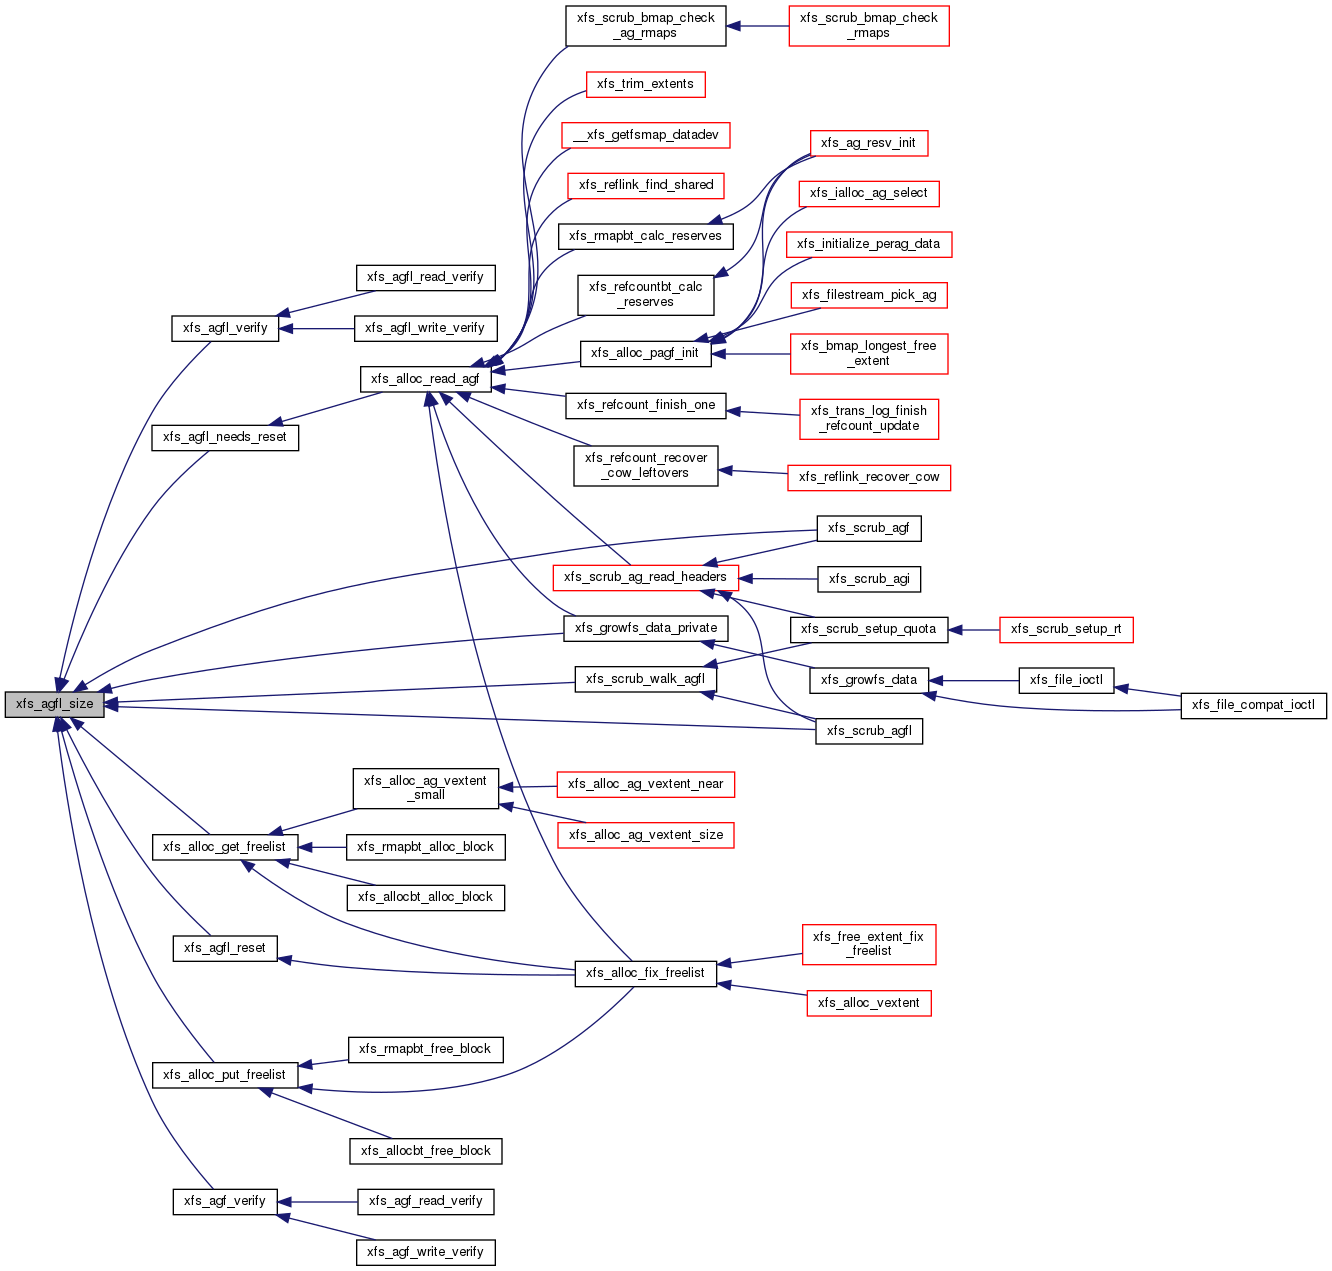 xfs_scrub_bmap_check
_ag_rmaps
xfs_scrub_bmap_check
_rmaps
xfs_trim_extents
__xfs_getfsmap_datadev
xfs_ag_resv_init
xfs_reflink_find_shared
xfs_ialloc_ag_select
xfs_rmapbt_calc_reserves
xfs_initialize_perag_data
xfs_agfl_read_verify
xfs_refcountbt_calc
_reserves
xfs_filestream_pick_ag
xfs_agfl_verify
xfs_agfl_write_verify
xfs_alloc_pagf_init
xfs_bmap_longest_free
_extent
xfs_alloc_read_agf
xfs_refcount_finish_one
xfs_trans_log_finish
_refcount_update
xfs_agfl_needs_reset
xfs_refcount_recover
_cow_leftovers
xfs_reflink_recover_cow
xfs_scrub_agf
xfs_scrub_ag_read_headers
xfs_scrub_agi
xfs_growfs_data_private
xfs_scrub_setup_quota
xfs_scrub_setup_rt
xfs_scrub_walk_agfl
xfs_growfs_data
xfs_file_ioctl
xfs_agfl_size
xfs_file_compat_ioctl
xfs_scrub_agfl
xfs_alloc_ag_vextent
_small
xfs_alloc_ag_vextent_near
xfs_alloc_ag_vextent_size
xfs_alloc_get_freelist
xfs_rmapbt_alloc_block
xfs_allocbt_alloc_block
xfs_agfl_reset
xfs_free_extent_fix
_freelist
xfs_alloc_fix_freelist
xfs_alloc_vextent
xfs_rmapbt_free_block
xfs_alloc_put_freelist
xfs_allocbt_free_block
xfs_agf_verify
xfs_agf_read_verify
xfs_agf_write_verify